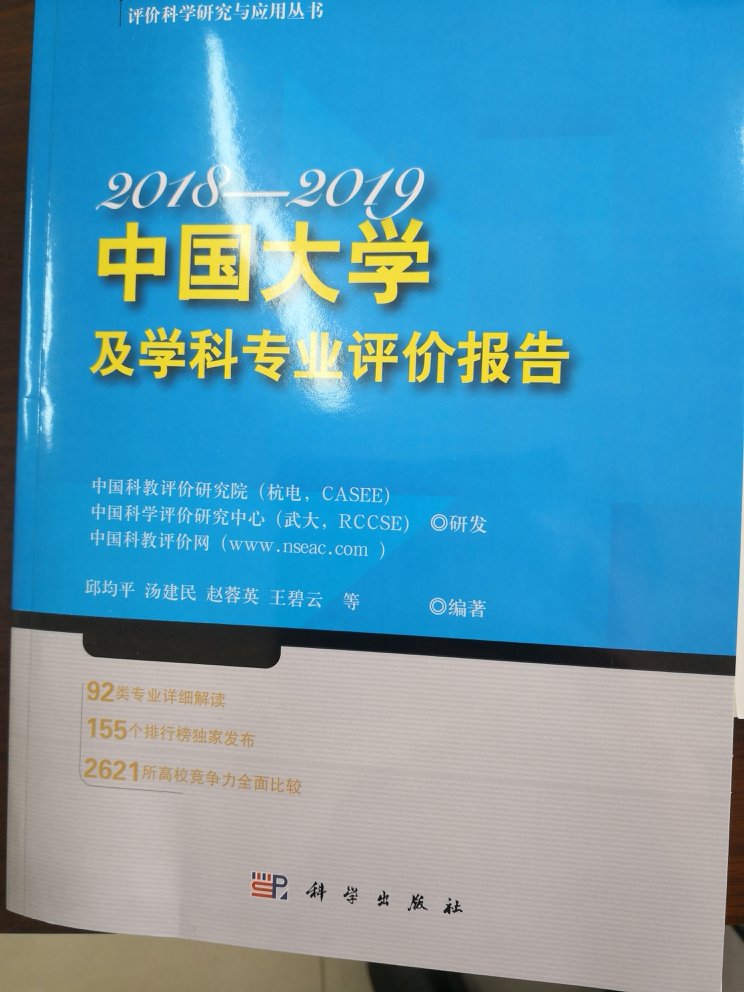 评价科学研究与应用丛书
2018—2019
中国大学
及学科专业评价报告
中国科教评价研究院（杭电，CASEE）
中国科学评价研究中心（武大，RCCSE） ◎研发
中国科教评价网（www.nseac.com ）
邱均平 汤建民 赵蓉英 王碧云 等 ◎编著
92类专业详细解读
155个排行榜独家发布
2621所高校竞争力全面比较
科学出版社